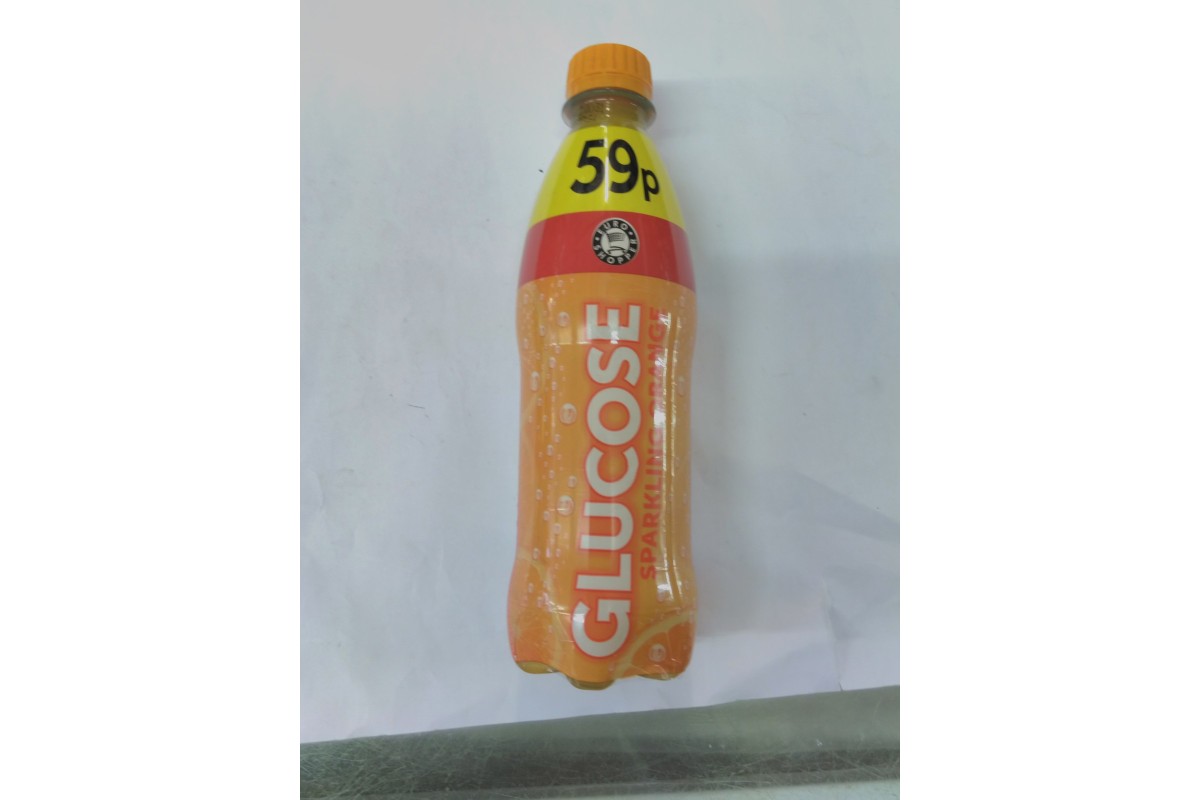 59p
EURO SHOPPER
GLUCOSE
SPARKLING ORANGE